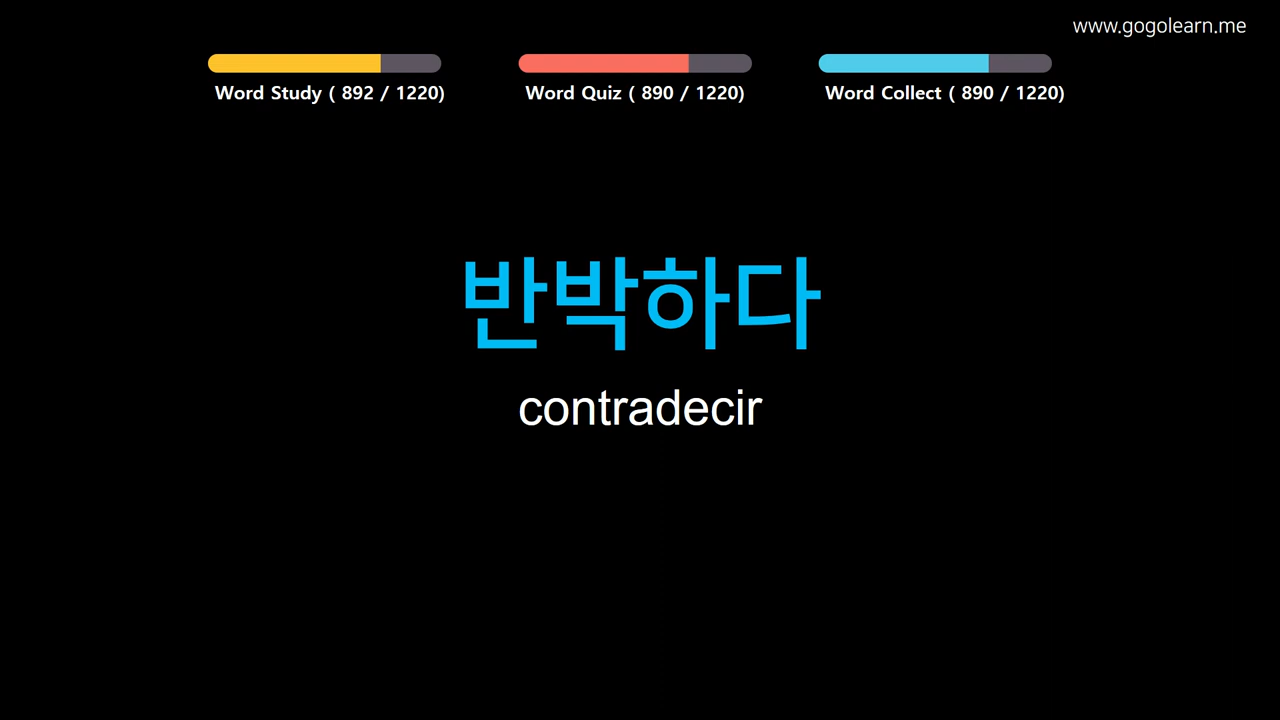 www.gogolearn.me
Word Study ( 892 / 1220)
Word Quiz ( 890 / 1220)
Word Collect ( 890 / 1220)
반박하다
contradecir